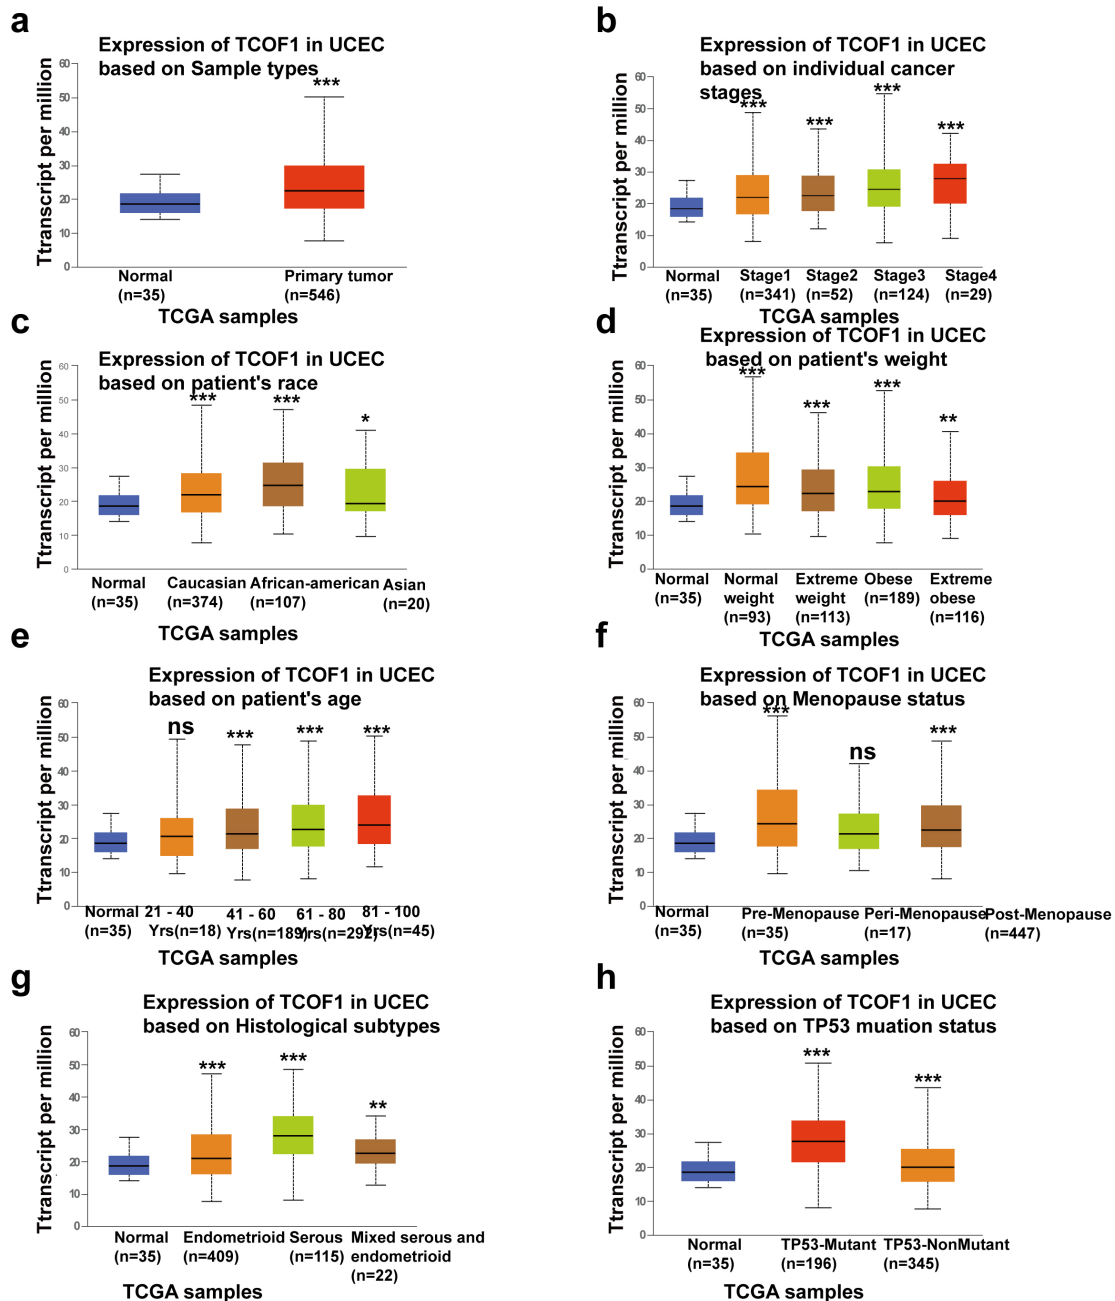 a
Expression of TCOF1 in UCEC
based on Sample types
***
Ttranscript per million
60
50
40
30
20
10
0
Normal
(n=35)
Primary tumor
(n=546)
TCGA samples
b
Expression of TCOF1 in UCEC
based on individual cancer
stages
***
***
***
***
Ttranscript per million
60
50
40
30
20
10
0
Normal
(n=35)
Stage1
(n=341)
Stage2
(n=52)
Stage3
(n=124)
Stage4
(n=29)
TCGA samples
c
Expression of TCOF1 in UCEC
based on patient's race
***
***
*
Ttranscript per million
60
50
40
30
20
10
0
Normal
(n=35)
Caucasian
(n=374)
African-american
(n=107)
Asian
(n=20)
TCGA samples
d
Expression of TCOF1 in UCEC
based on patient's weight
***
***
***
**
Ttranscript per million
60
50
40
30
20
10
0
Normal
(n=35)
Normal
weight
(n=93)
Extreme
weight
(n=113)
Obese
(n=189)
Extreme
obese
(n=116)
TCGA samples
e
Expression of TCOF1 in UCEC
based on patient's age
ns
***
***
***
Ttranscript per million
60
50
40
30
20
10
0
Normal
(n=35)
21 - 40
Yrs(n=18)
41 - 60
Yrs(n=189)
61 - 80
Yrs(n=292)
81 - 100
Yrs(n=45)
TCGA samples
f
Expression of TCOF1 in UCEC
based on Menopause status
***
ns
***
Ttranscript per million
60
50
40
30
20
10
0
Normal
(n=35)
Pre-Menopause
(n=35)
Peri-Menopause
(n=17)
Post-Menopause
(n=447)
TCGA samples
g
Expression of TCOF1 in UCEC
based on Histological subtypes
***
***
**
Ttranscript per million
60
50
40
30
20
10
0
Normal
(n=35)
Endometrioid
(n=409)
Serous
(n=115)
Mixed serous and
endometrioid
(n=22)
TCGA samples
h
Expression of TCOF1 in UCEC
based on TP53 muation status
***
***
Ttranscript per million
60
50
40
30
20
10
0
Normal
(n=35)
TP53-Mutant
(n=196)
TP53-NonMutant
(n=345)
TCGA samples